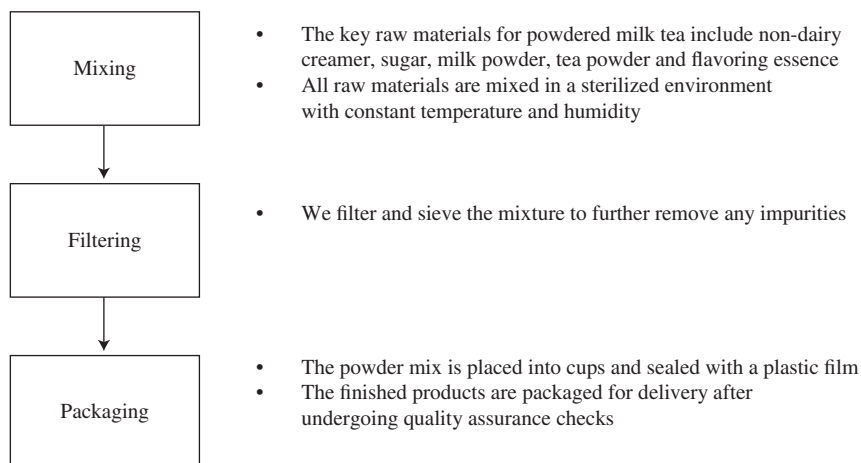 Mixing
• The key raw materials for powdered milk tea include non-dairy
creamer, sugar, milk powder, tea powder and flavoring essence
• All raw materials are mixed in a sterilized environment
with constant temperature and humidity
Filtering
• We filter and sieve the mixture to further remove any impurities
Packaging
• The powder mix is placed into cups and sealed with a plastic film
• The finished products are packaged for delivery after
undergoing quality assurance checks